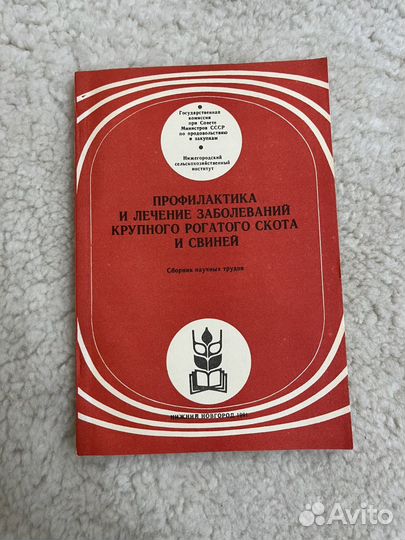 Государственная
комиссия
при Совете
Министров СССР
по продовольствию
и закупкам
Нижегородский
сельскохозяйственный
институт
ПРОФИЛАКТИКА
И ЛЕЧЕНИЕ ЗАБОЛЕВАНИЙ
КРУПНОГО РОГАТОГО СКОТА
И СВИНЕЙ
Сборник научных трудов
НИЖНИЙ НОВГОРОД 1991
Avito